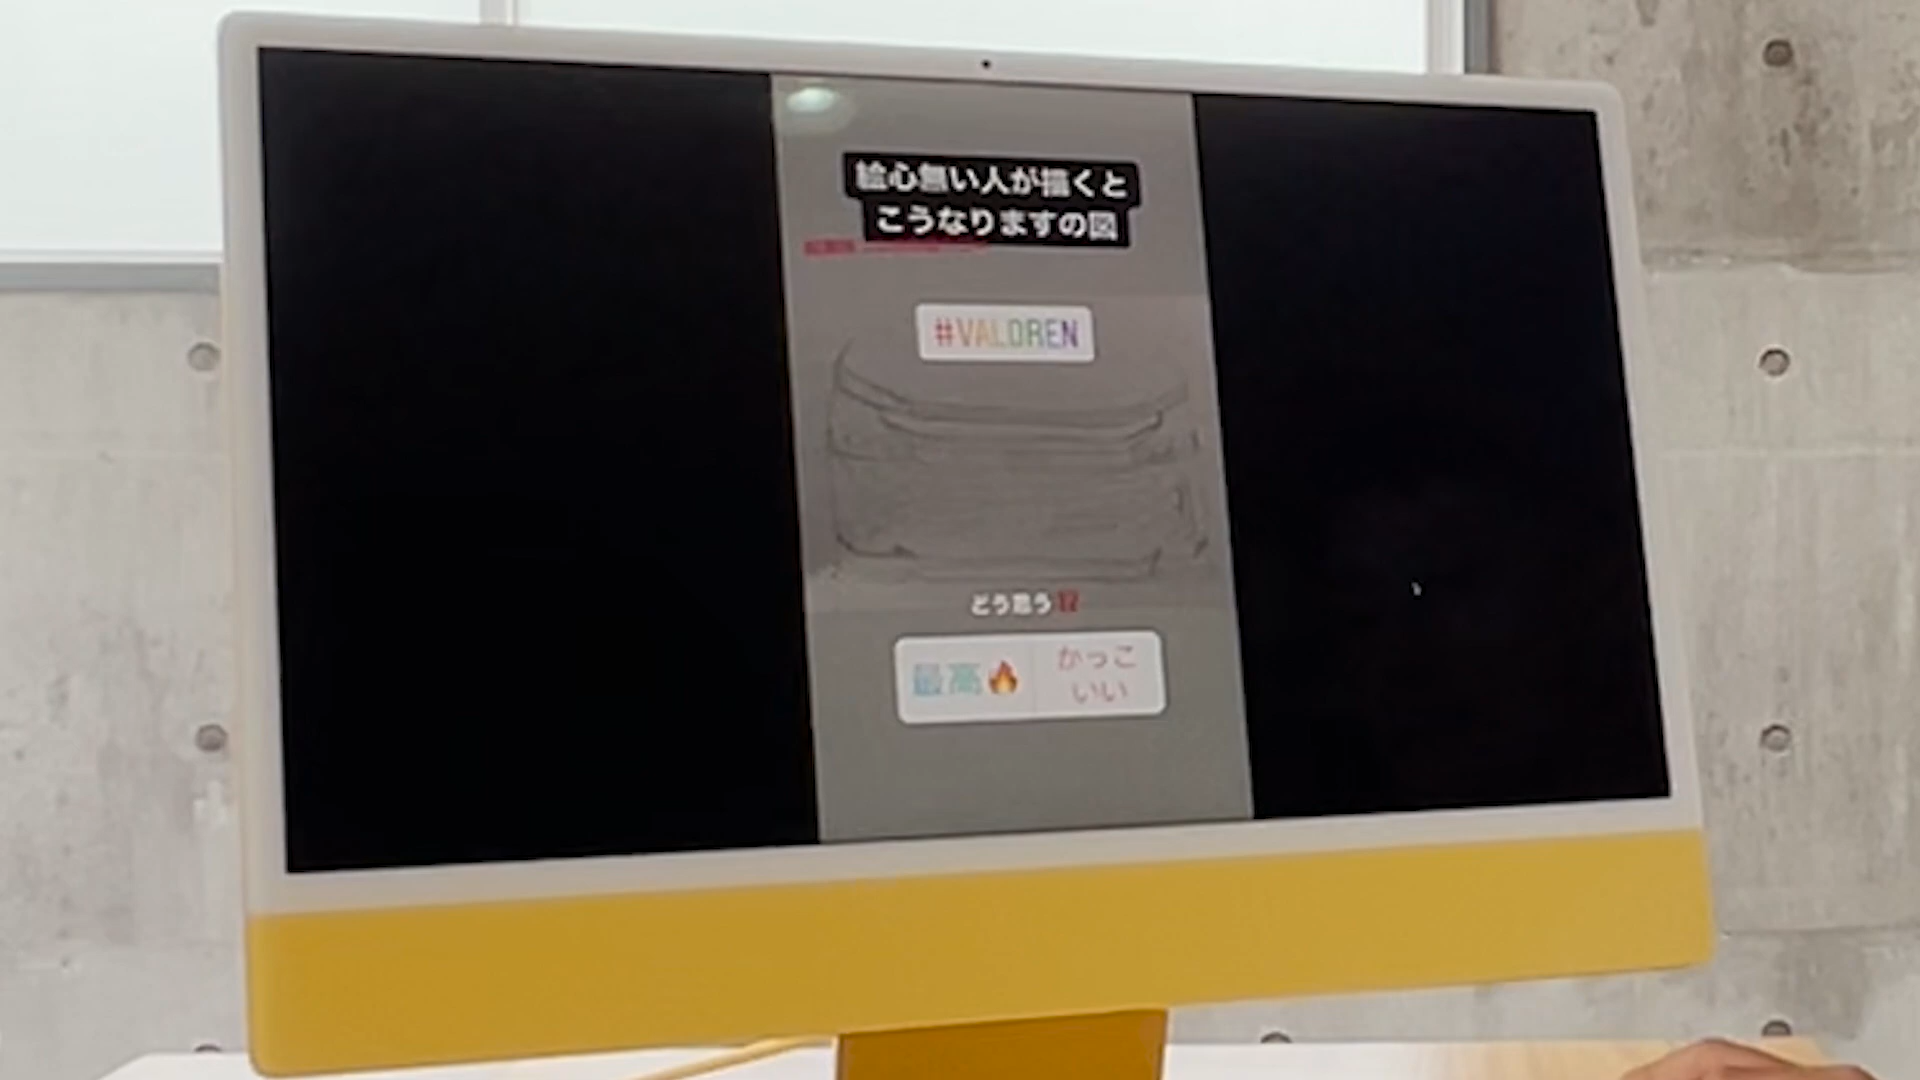 絵心無い人が描くと
こうなりますの図
#VALOREN
どう思う⁉️
最高🔥
かっこ
いい